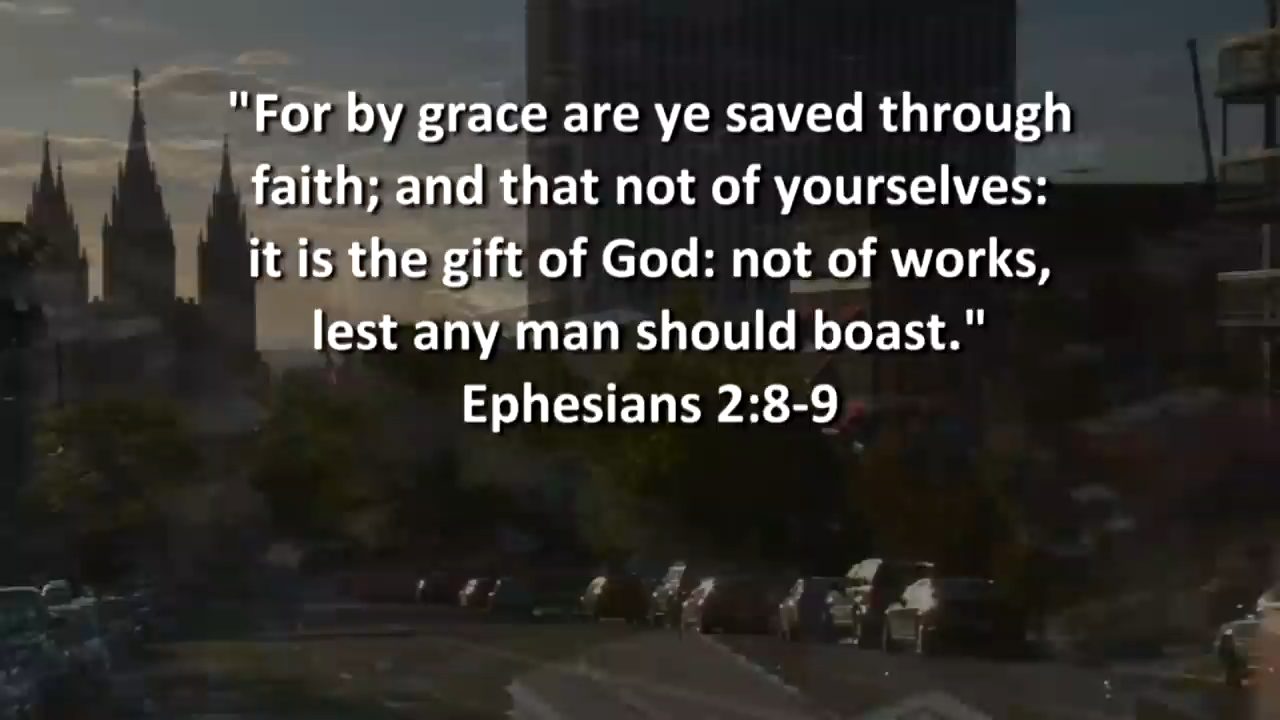 "For by grace are ye saved through
faith; and that not of yourselves:
it is the gift of God: not of works,
lest any man should boast."
Ephesians 2:8-9